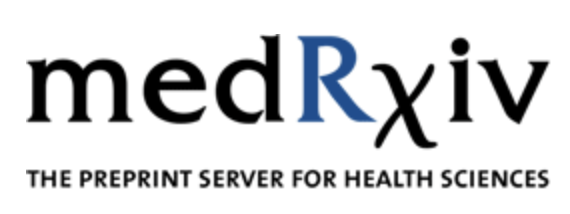 medRχiv
THE PREPRINT SERVER FOR HEALTH SCIENCES